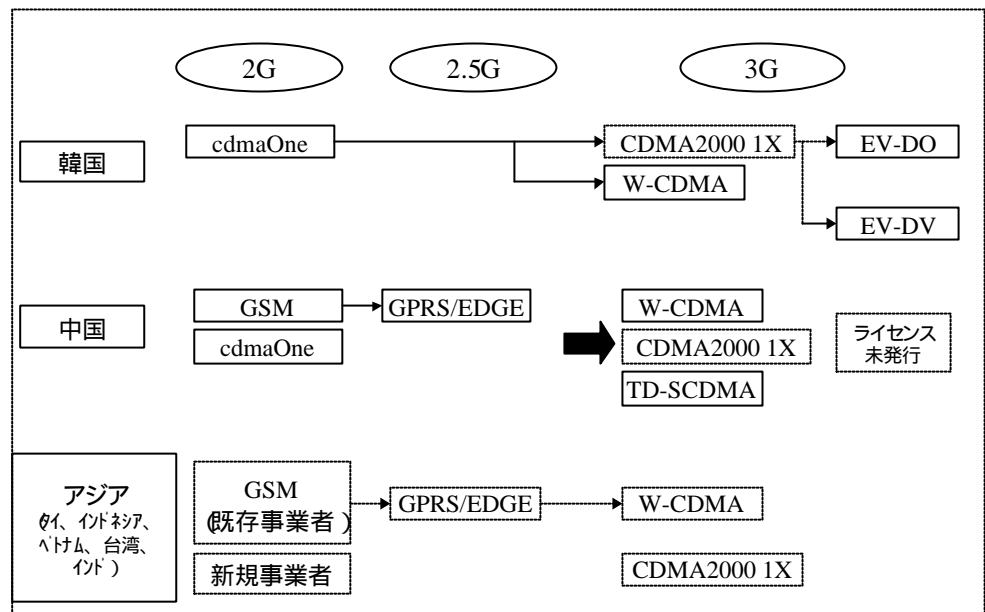 2G 2.5G 3G
韓国 cdmaOne CDMA2000 1X EV-DO
W-CDMA
EV-DV
中国 GSM GPRS/EDGE W-CDMA
cdmaOne CDMA2000 1X ライセンス
未発行
TD-SCDMA
アジア
(タイ、インドネシア、
ベトナム、台湾、
インド)
GSM
(既存事業者) GPRS/EDGE W-CDMA
新規事業者 CDMA2000 1X